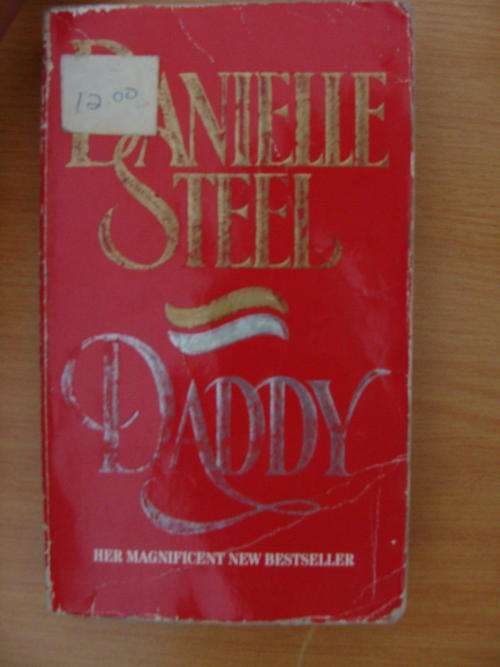 12.00
DANIELLE
STEEL
DADDY
HER MAGNIFICENT NEW BESTSELLER